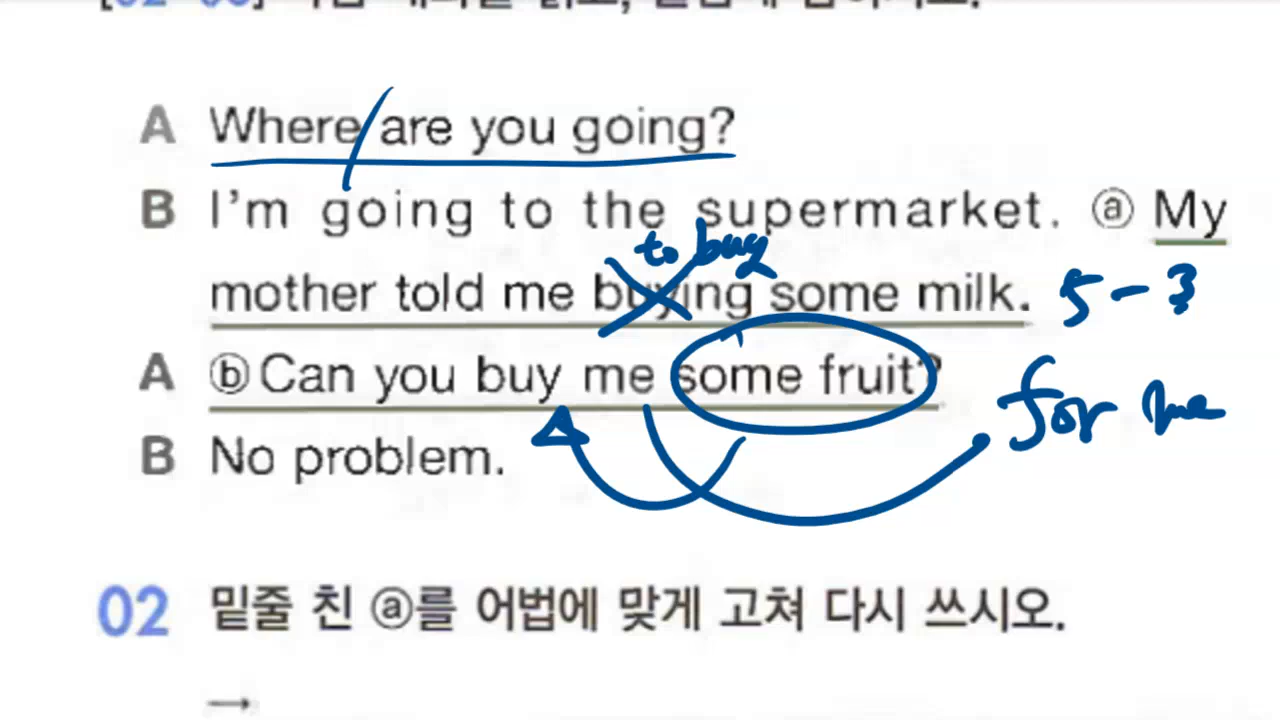 A Where are you going?
B I'm going to the supermarket. ⓐ My
to buy
mother told me buying some milk. 5-3
A ⓑ Can you buy me some fruit?
for me
B No problem.
02 밑줄 친 ⓐ를 어법에 맞게 고쳐 다시 쓰시오.
→